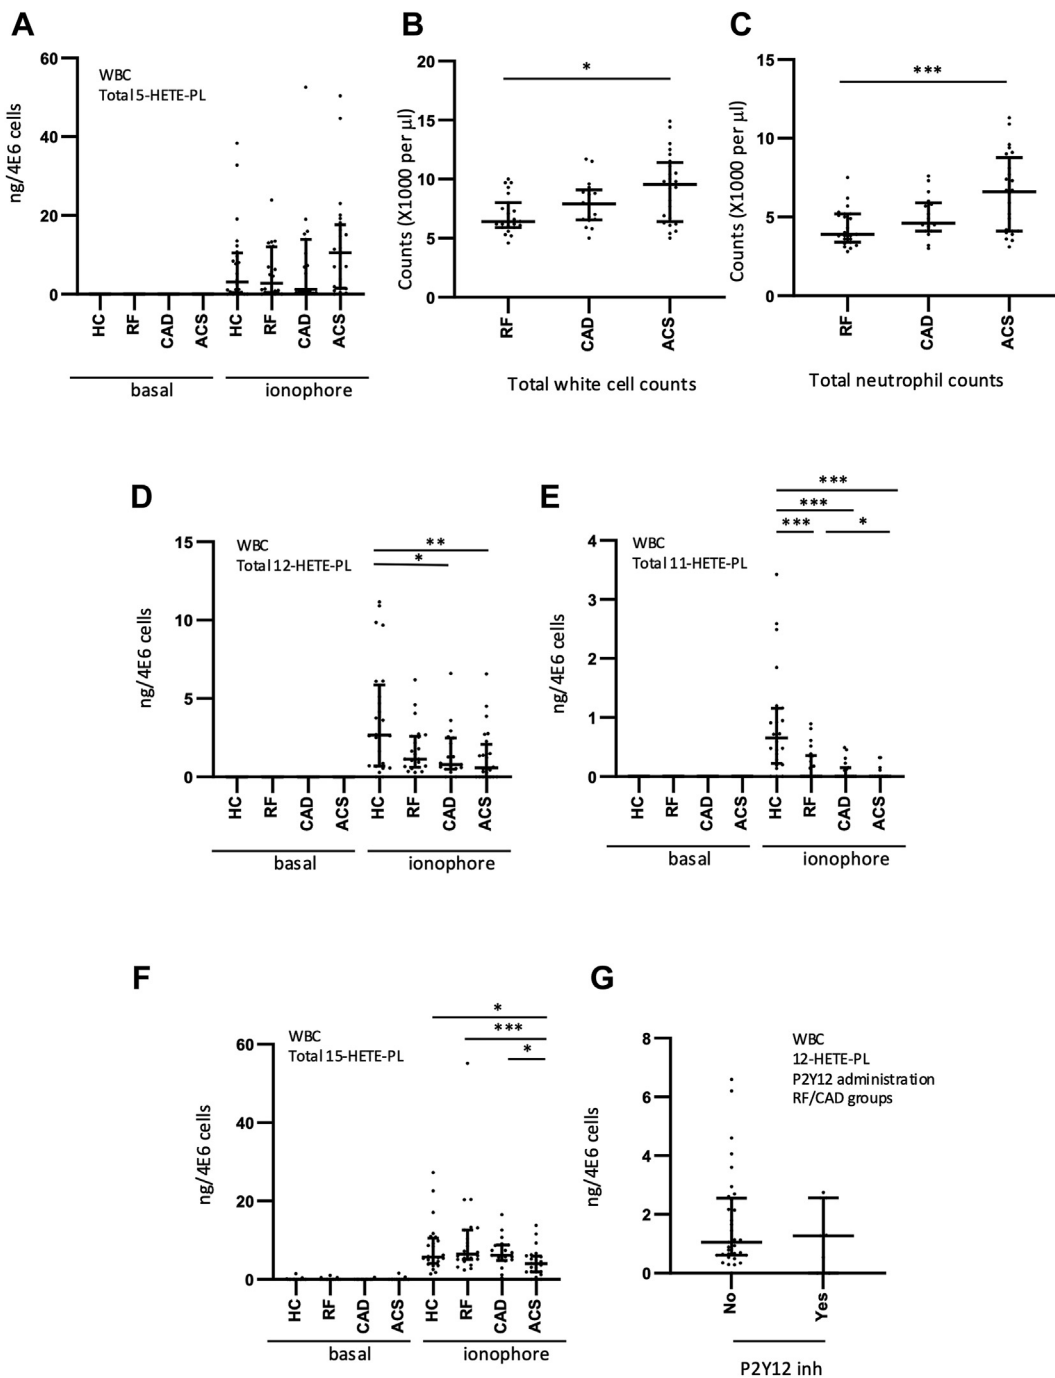 A
WBC
Total 5-HETE-PL
ng/4E6 cells
60
40
20
0
HC
RF
CAD
ACS
HC
RF
CAD
ACS
basal
ionophore
B
*
Counts (X1000 per µl)
20
15
10
5
0
RF
CAD
ACS
Total white cell counts
C
***
Counts (X1000 per µl)
15
10
5
0
RF
CAD
ACS
Total neutrophil counts
D
WBC
Total 12-HETE-PL
**
*
ng/4E6 cells
15
10
5
0
HC
RF
CAD
ACS
HC
RF
CAD
ACS
basal
ionophore
E
WBC
Total 11-HETE-PL
***
***
***
*
ng/4E6 cells
4
3
2
1
0
HC
RF
CAD
ACS
HC
RF
CAD
ACS
basal
ionophore
F
WBC
Total 15-HETE-PL
*
***
*
ng/4E6 cells
60
40
20
0
HC
RF
CAD
ACS
HC
RF
CAD
ACS
basal
ionophore
G
WBC
12-HETE-PL
P2Y12 administration
RF/CAD groups
ng/4E6 cells
8
6
4
2
0
No
Yes
P2Y12 inh